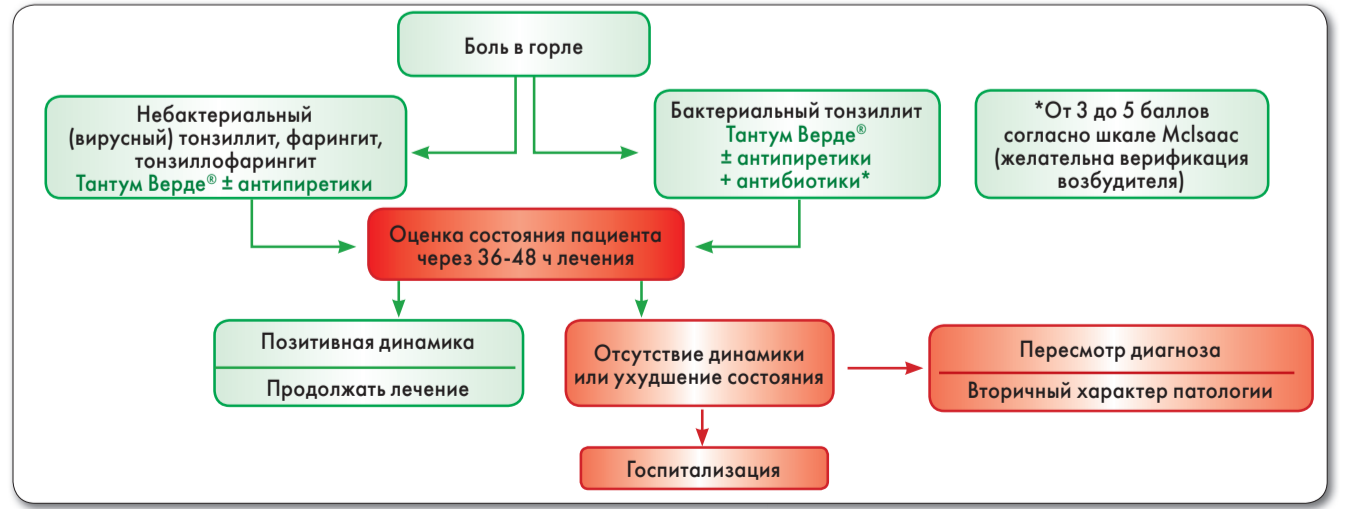 Боль в горле
Небактериальный
(вирусный) тонзиллит, фарингит,
тонзиллофарингит
Тантум Верде® ± антипиретики
Бактериальный тонзиллит
Тантум Верде®
± антипиретики
+ антибиотики*
*От 3 до 5 баллов
согласно шкале McIsaac
(желательна верификация
возбудителя)
Оценка состояния пациента
через 36-48 ч лечения
Позитивная динамика
Продолжать лечение
Отсутствие динамики
или ухудшение состояния
Пересмотр диагноза
Вторичный характер патологии
Госпитализация